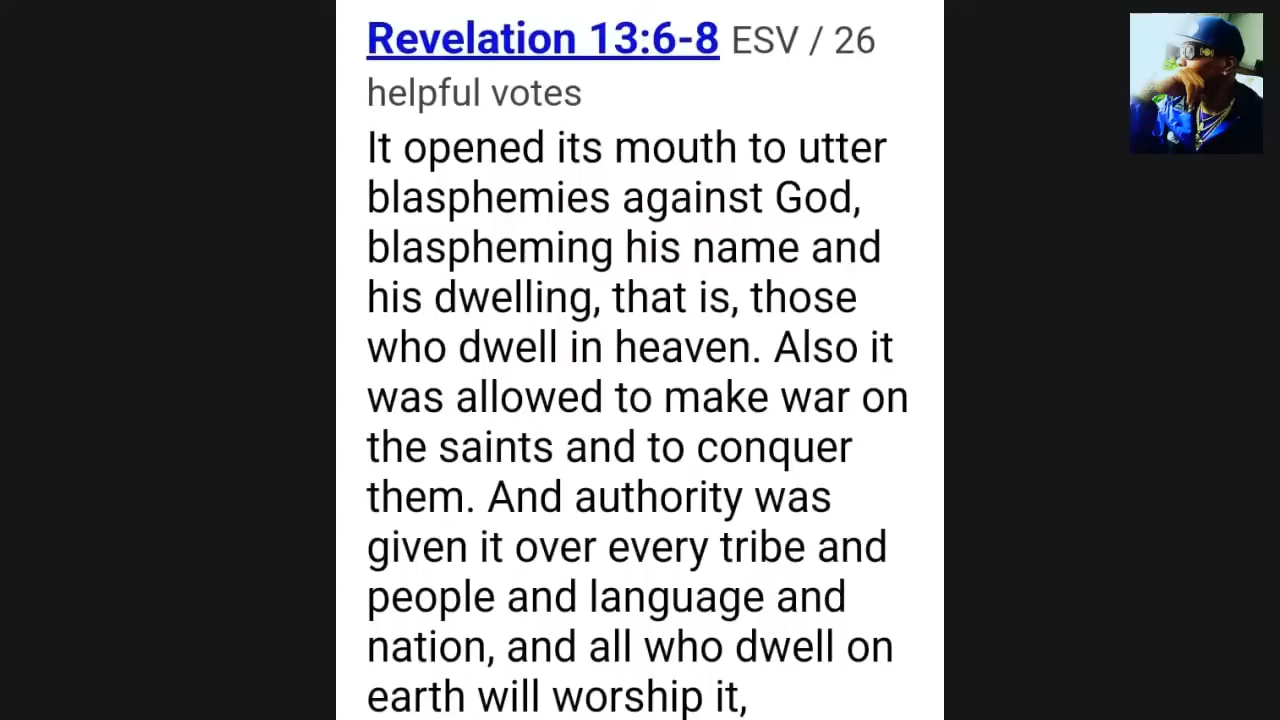 Revelation 13:6-8 ESV / 26
helpful votes
It opened its mouth to utter
blasphemies against God,
blaspheming his name and
his dwelling, that is, those
who dwell in heaven. Also it
was allowed to make war on
the saints and to conquer
them. And authority was
given it over every tribe and
people and language and
nation, and all who dwell on
earth will worship it,